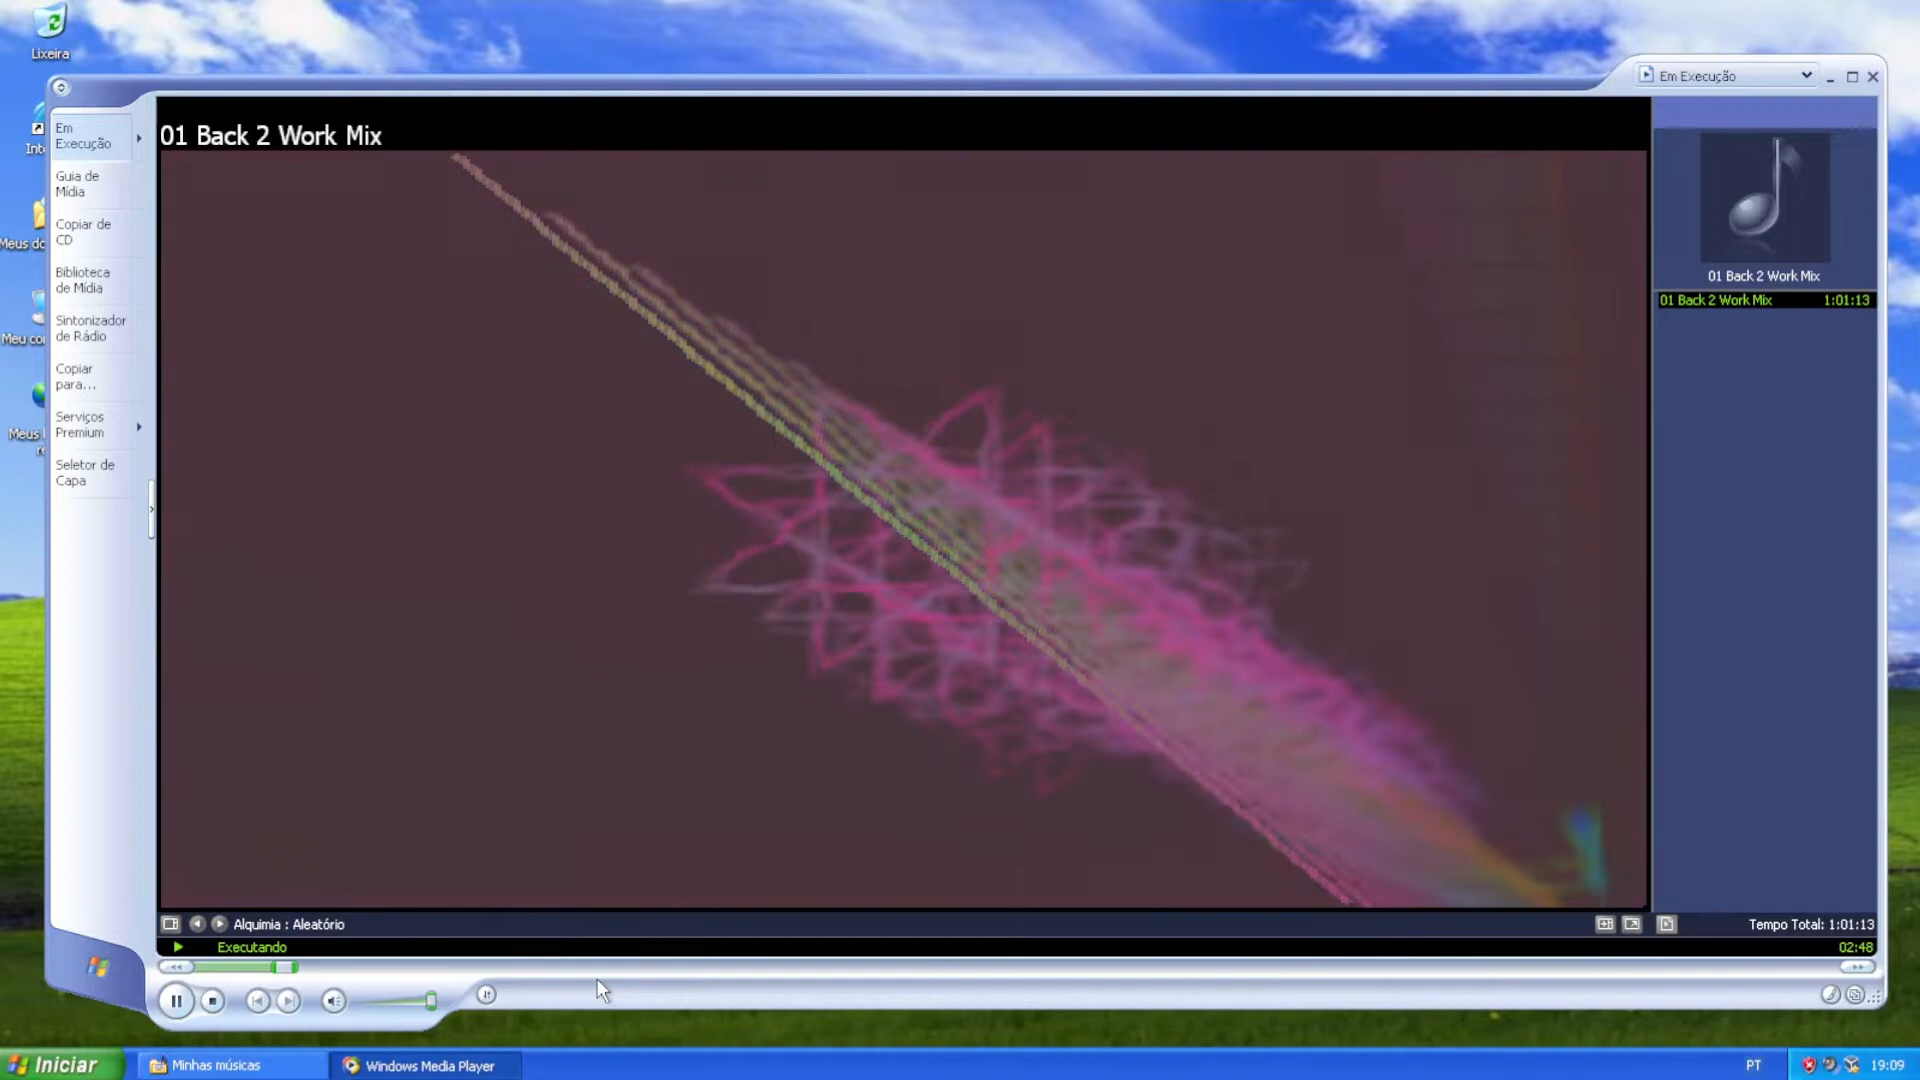 Lixeira
Em Execução
Em
Execução
01 Back 2 Work Mix
Guia de
Mídia
Copiar de
CD
Biblioteca
de Mídia
Sintonizador
de Rádio
Copiar
para...
Serviços
Premium
Seletor de
Capa
Meus
Meus
01 Back 2 Work Mix
01 Back 2 Work Mix 1:01:13
Alquimia : Aleatório
Tempo Total: 1:01:13
Executando
02:48
Iniciar
Minhas músicas
Windows Media Player
PT
19:09